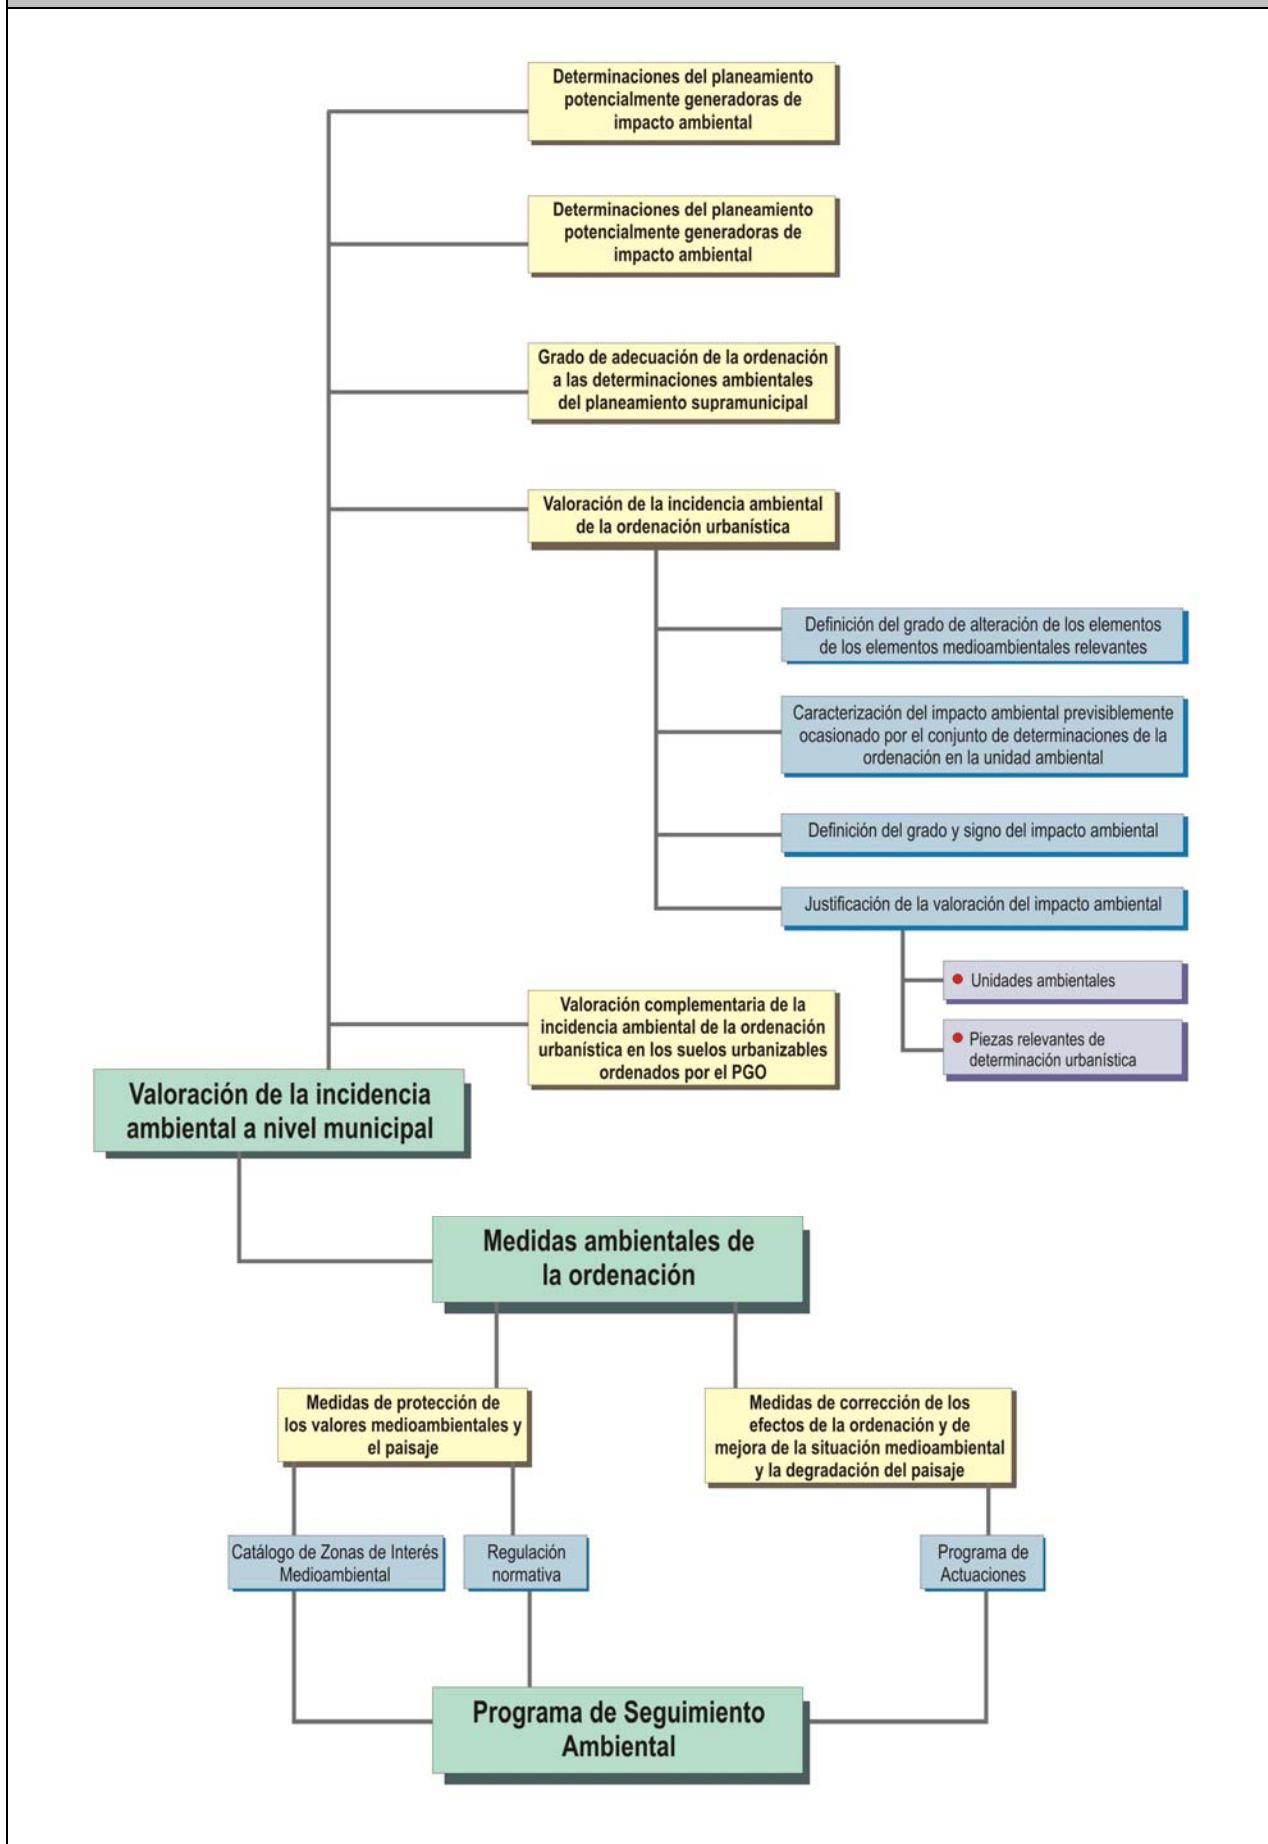 Determinaciones del planeamiento
potencialmente generadoras de
impacto ambiental
Determinaciones del planeamiento
potencialmente generadoras de
impacto ambiental
Grado de adecuación de la ordenación
a las determinaciones ambientales
del planeamiento supramunicipal
Valoración de la incidencia ambiental
de la ordenación urbanística
Definición del grado de alteración de los elementos
de los elementos medioambientales relevantes
Caracterización del impacto ambiental previsiblemente
ocasionado por el conjunto de determinaciones de la
ordenación en la unidad ambiental
Definición del grado y signo del impacto ambiental
Justificación de la valoración del impacto ambiental
Unidades ambientales
Piezas relevantes de
determinación urbanística
Valoración complementaria de la
incidencia ambiental de la ordenación
urbanística en los suelos urbanizables
ordenados por el PGO
Valoración de la incidencia
ambiental a nivel municipal
Medidas ambientales de
la ordenación
Medidas de protección de
los valores medioambientales y
el paisaje
Medidas de corrección de los
efectos de la ordenación y de
mejora de la situación medioambiental
y la degradación del paisaje
Catálogo de Zonas de Interés
Medioambiental
Regulación
normativa
Programa de
Actuaciones
Programa de Seguimiento
Ambiental